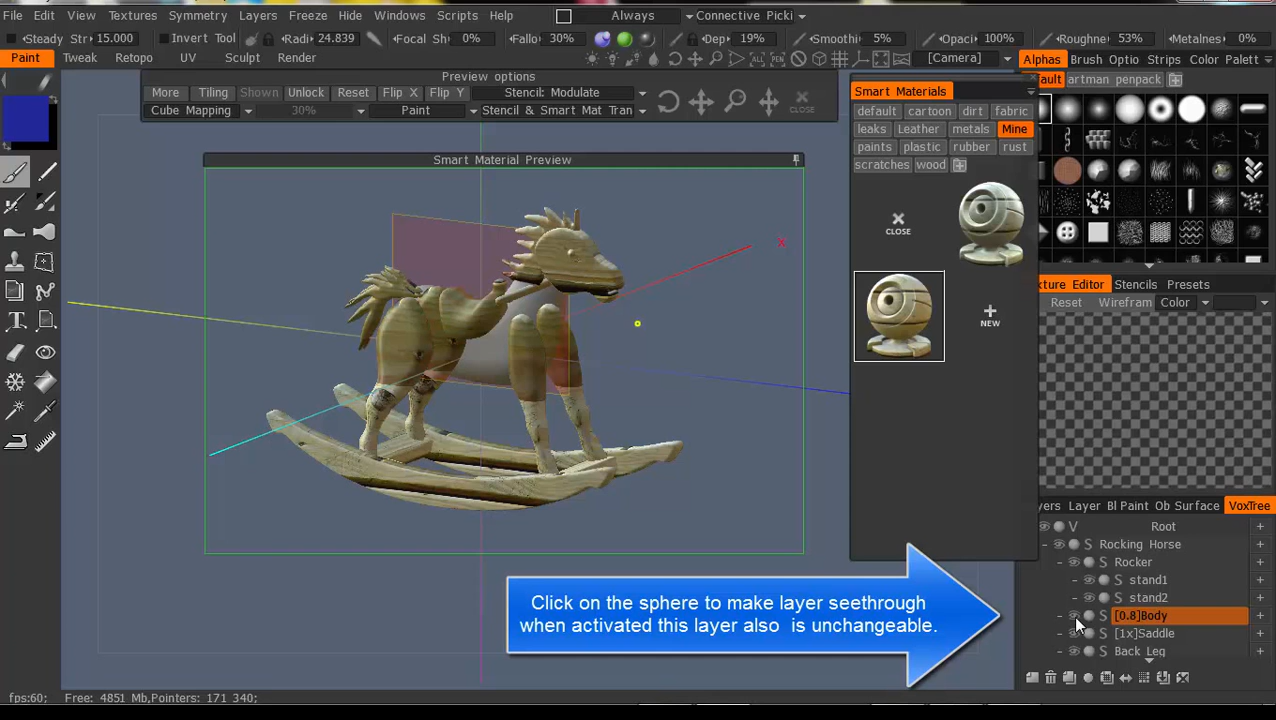 File Edit Textures Symmetry Layers Freeze Hide Windows Scripts Help Always Connective Picki
Steady Str 15.000 Invert Tool Radi 24.839 Focal Sh 0% Fallo 30% Dep 19% Smoothi 5% Opaci 100% Roughne 53% Metalnes 0%
Paint Tweak Retopo UV Sculpt Render [Camera] Alphas Brush Optio Strips Color Palett
Preview options
More Tiling Shown Unlock Reset Flip X Flip Y Stencil: Modulate
Cube Mapping 30% Paint Stencil & Smart Mat Tran CLOSE
fault artman penpack
Smart Materials
default cartoon dirt fabric
leaks Leather metals Mine
paints plastic rubber rust
scratches wood
CLOSE
NEW
Smart Material Preview
X
xture Editor Stencils Presets
Reset Wirefram Color
yers Layer Bl Paint Ob Surface VoxTree
V Root +
S Rocking Horse +
S Rocker +
S stand1 +
S stand2 +
S [0.8]Body +
S [1x]Saddle +
S Back Leg +
Click on the sphere to make layer seethrough
when activated this layer also is unchangeable.
fps:60; Free: 4851 Mb,Pointers: 171 340;